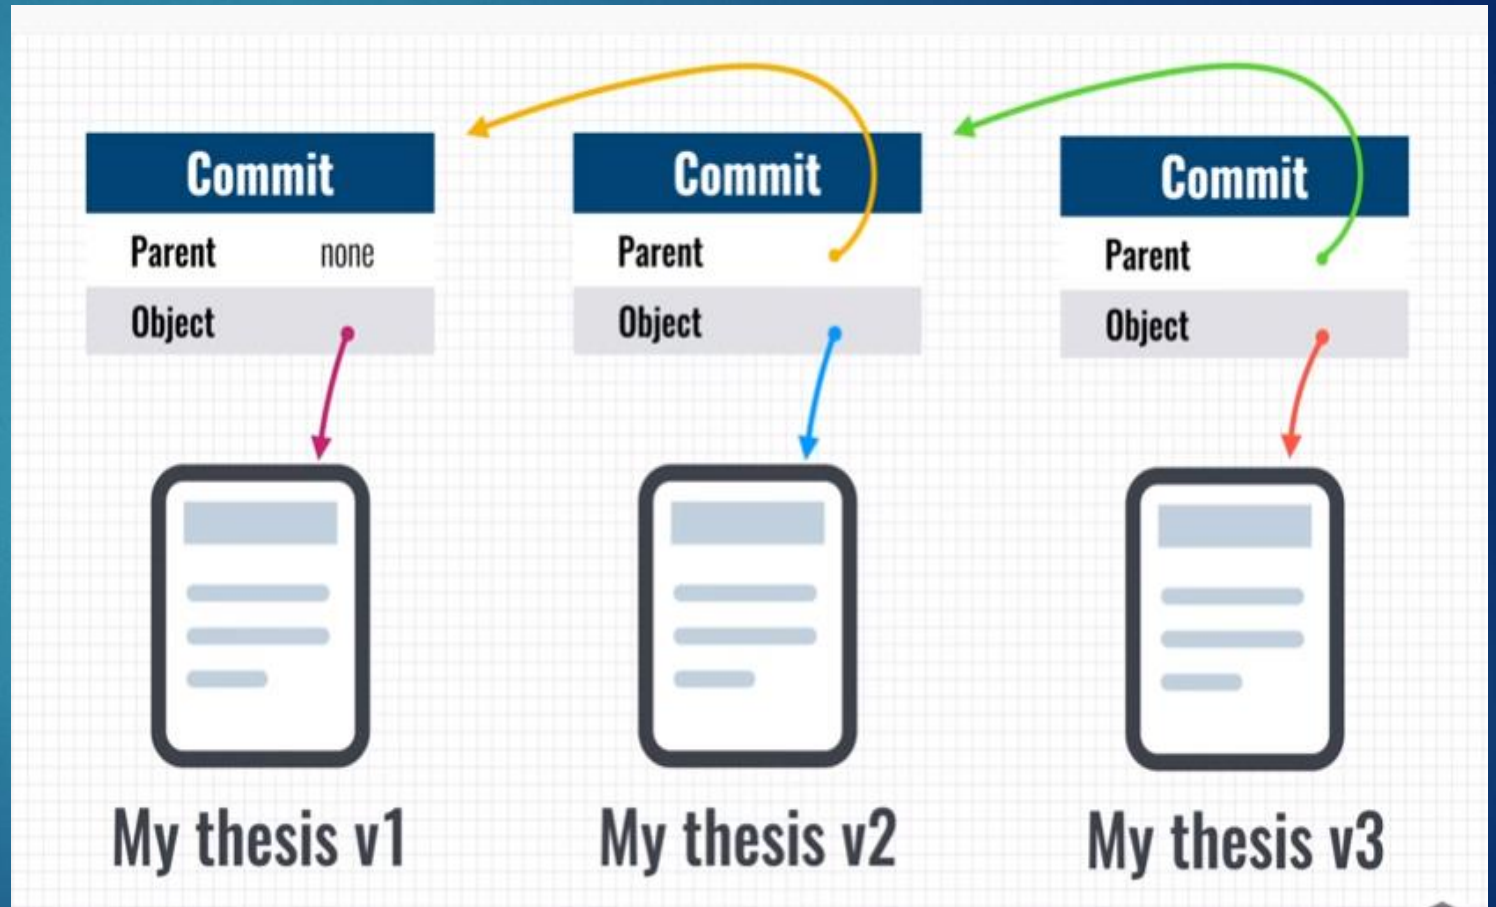 Commit
Parent none
Object
My thesis v1
Commit
Parent
Object
My thesis v2
Commit
Parent
Object
My thesis v3